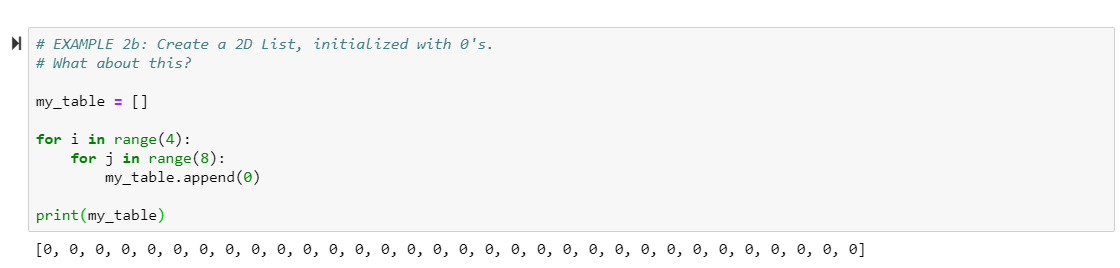 # EXAMPLE 2b: Create a 2D List, initialized with 0's.
# What about this?
my_table = []
for i in range(4):
    for j in range(8):
        my_table.append(0)
print(my_table)
[0, 0, 0, 0, 0, 0, 0, 0, 0, 0, 0, 0, 0, 0, 0, 0, 0, 0, 0, 0, 0, 0, 0, 0, 0, 0, 0, 0, 0, 0, 0, 0]